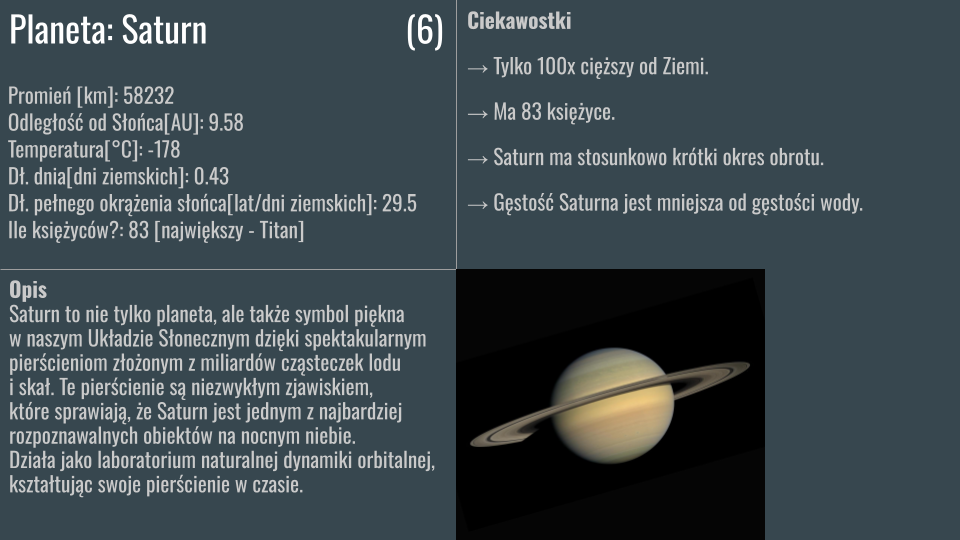 Planeta: Saturn (6)
Promień [km]: 58232
Odległość od Słońca[AU]: 9.58
Temperatura[°C]: -178
Dł. dnia[dni ziemskich]: 0.43
Dł. pełnego okrążenia słońca[lat/dni ziemskich]: 29.5
Ile księżyców?: 83 [największy - Titan]
Ciekawostki
→ Tylko 100x cięższy od Ziemi.
→ Ma 83 księżyce.
→ Saturn ma stosunkowo krótki okres obrotu.
→ Gęstość Saturna jest mniejsza od gęstości wody.
Opis
Saturn to nie tylko planeta, ale także symbol piękna
w naszym Układzie Słonecznym dzięki spektakularnym
pierścieniom złożonym z miliardów cząsteczek lodu
i skał. Te pierścienie są niezwykłym zjawiskiem,
które sprawiają, że Saturn jest jednym z najbardziej
rozpoznawalnych obiektów na nocnym niebie.
Działa jako laboratorium naturalnej dynamiki orbitalnej,
kształtując swoje pierścienie w czasie.